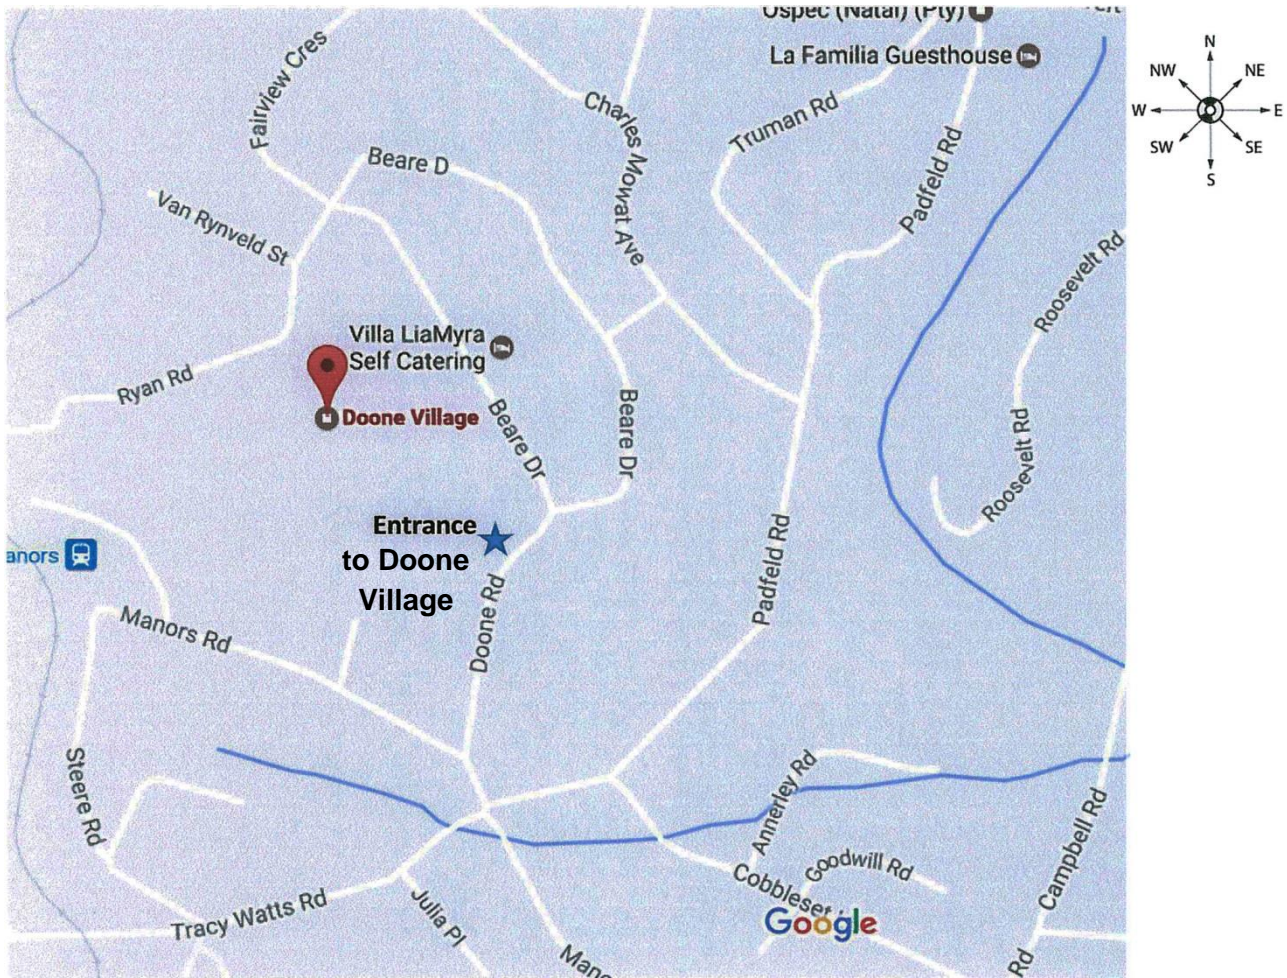 Ospec (Natal) (Pty)
La Familia Guesthouse
N
NW
NE
W
E
SW
SE
S
Fairview Cres
Charles Mowat Ave
Truman Rd
Beare D
Padfeld Rd
Van Rynveld St
Roosevelt Rd
Villa LiaMyra
Self Catering
Ryan Rd
Doone Village
Beare Dr
Beare Dr
Roosevelt Rd
Entrance
to Doone
Village
anors
Padfeld Rd
Manors Rd
Doone Rd
Steere Rd
Annerley Rd
Goodwill Rd
Campbell Rd
Cobbleset
Google
Tracy Watts Rd
Julia Pl
Mano
Rd